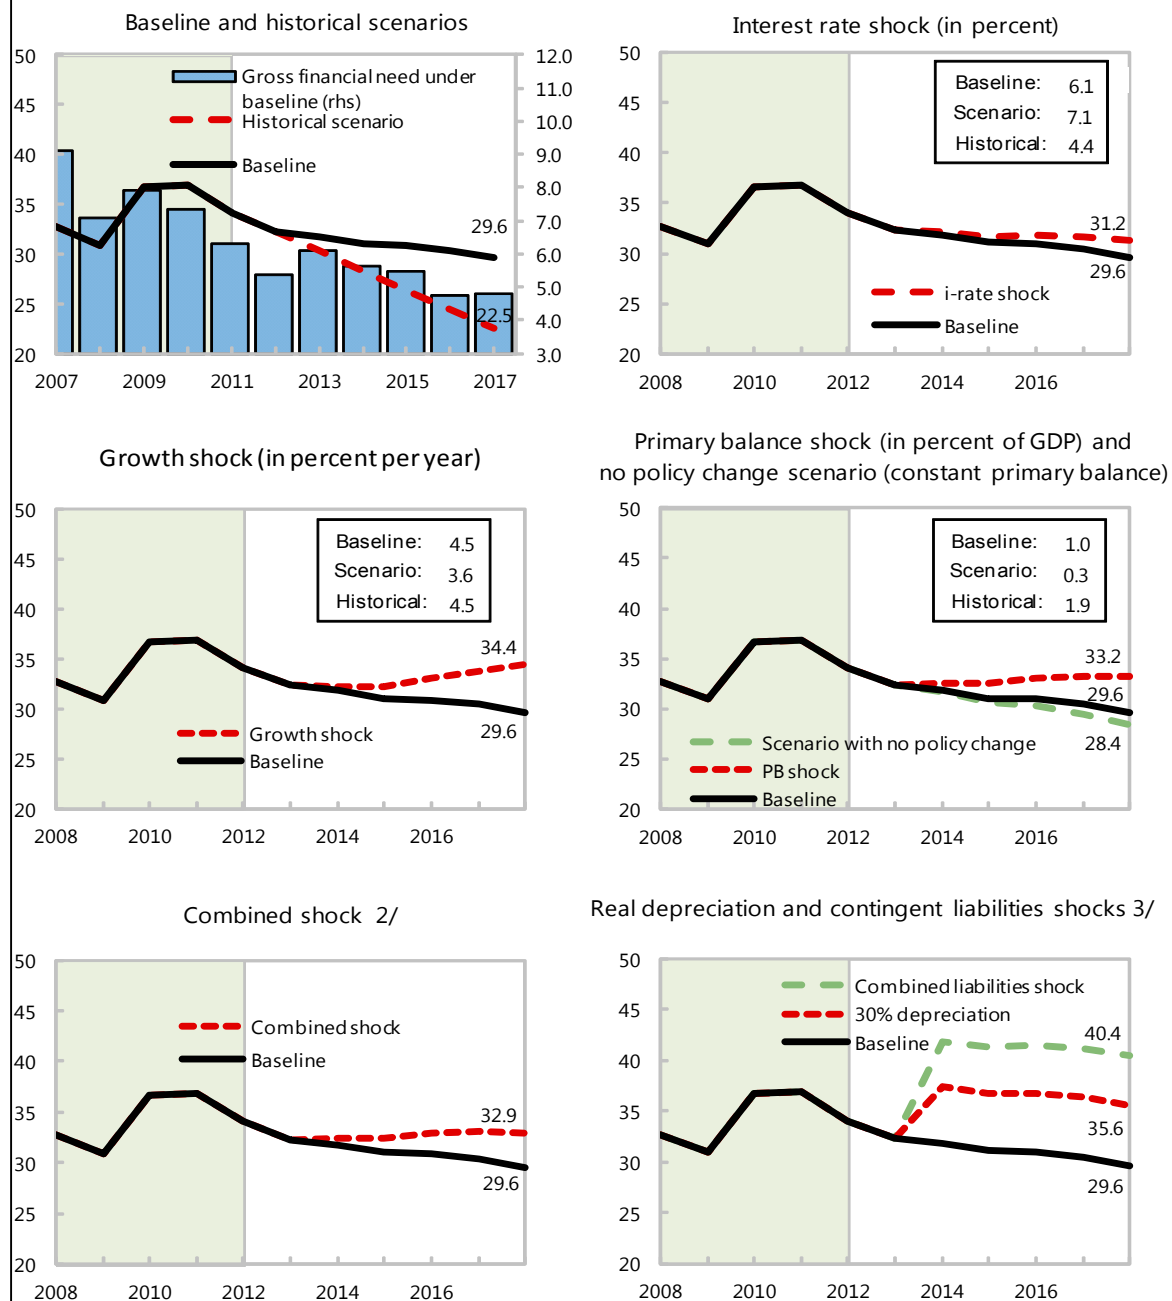 Baseline and historical scenarios
50
45
40
35
30
25
20
12.0
11.0
10.0
9.0
8.0
7.0
6.0
5.0
4.0
3.0
Gross financial need under
baseline (rhs)
Historical scenario
Baseline
29.6
22.5
2007 2009 2011 2013 2015 2017
Interest rate shock (in percent)
50
45
40
35
30
25
20
Baseline: 6.1
Scenario: 7.1
Historical: 4.4
31.2
29.6
i-rate shock
Baseline
2008 2010 2012 2014 2016
Growth shock (in percent per year)
50
45
40
35
30
25
20
Baseline: 4.5
Scenario: 3.6
Historical: 4.5
34.4
29.6
Growth shock
Baseline
2008 2010 2012 2014 2016
Primary balance shock (in percent of GDP) and
no policy change scenario (constant primary balance)
50
45
40
35
30
25
20
Baseline: 1.0
Scenario: 0.3
Historical: 1.9
33.2
29.6
28.4
Scenario with no policy change
PB shock
Baseline
2008 2010 2012 2014 2016
Combined shock 2/
50
45
40
35
30
25
20
Combined shock
Baseline
32.9
29.6
2008 2010 2012 2014 2016
Real depreciation and contingent liabilities shocks 3/
50
45
40
35
30
25
20
Combined liabilities shock
30% depreciation
Baseline
40.4
35.6
29.6
2008 2010 2012 2014 2016